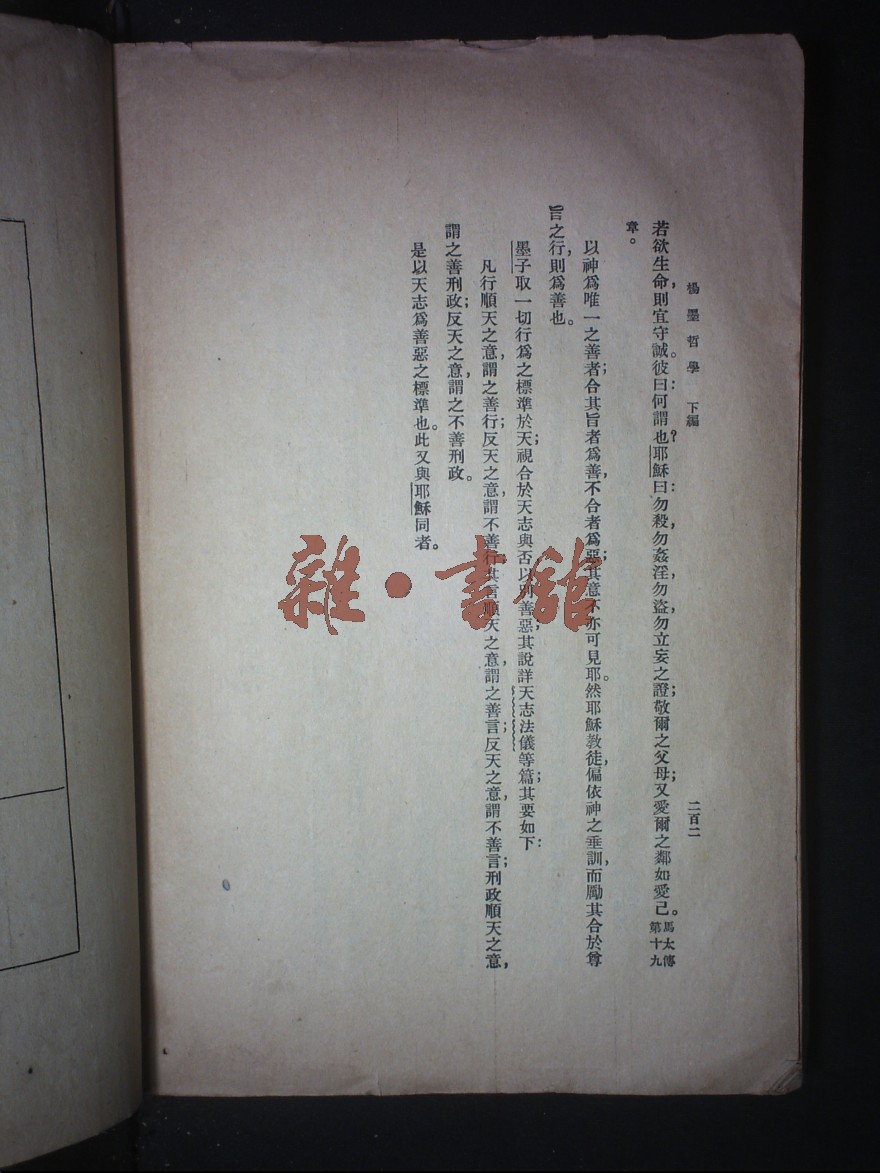 楊墨哲學 下編 二百二
若欲生命,則宜守誡。彼曰:何謂也?耶穌曰:勿殺,勿姦淫,勿盜,勿立妄之證;敬爾之父母;又愛爾之鄰如愛己。馬太傳第十九
章。
以神爲唯一之善者;合其旨者爲善,不合者爲惡;其意不亦可見耶。然耶穌教徒,偏依神之垂訓,而勵其合於尊
旨之行,則爲善也。
墨子取一切行爲之標準於天;視合於天志與否以別善惡;其說詳天志法儀等篇;其要如下:
凡行順天之意,謂之善行;反天之意,謂不善行;其言順天之意,謂之善言;反天之意,謂不善言;刑政順天之意,
謂之善刑政;反天之意,謂之不善刑政。
是以天志爲善惡之標準也。此又與耶穌同者。
雜·書館